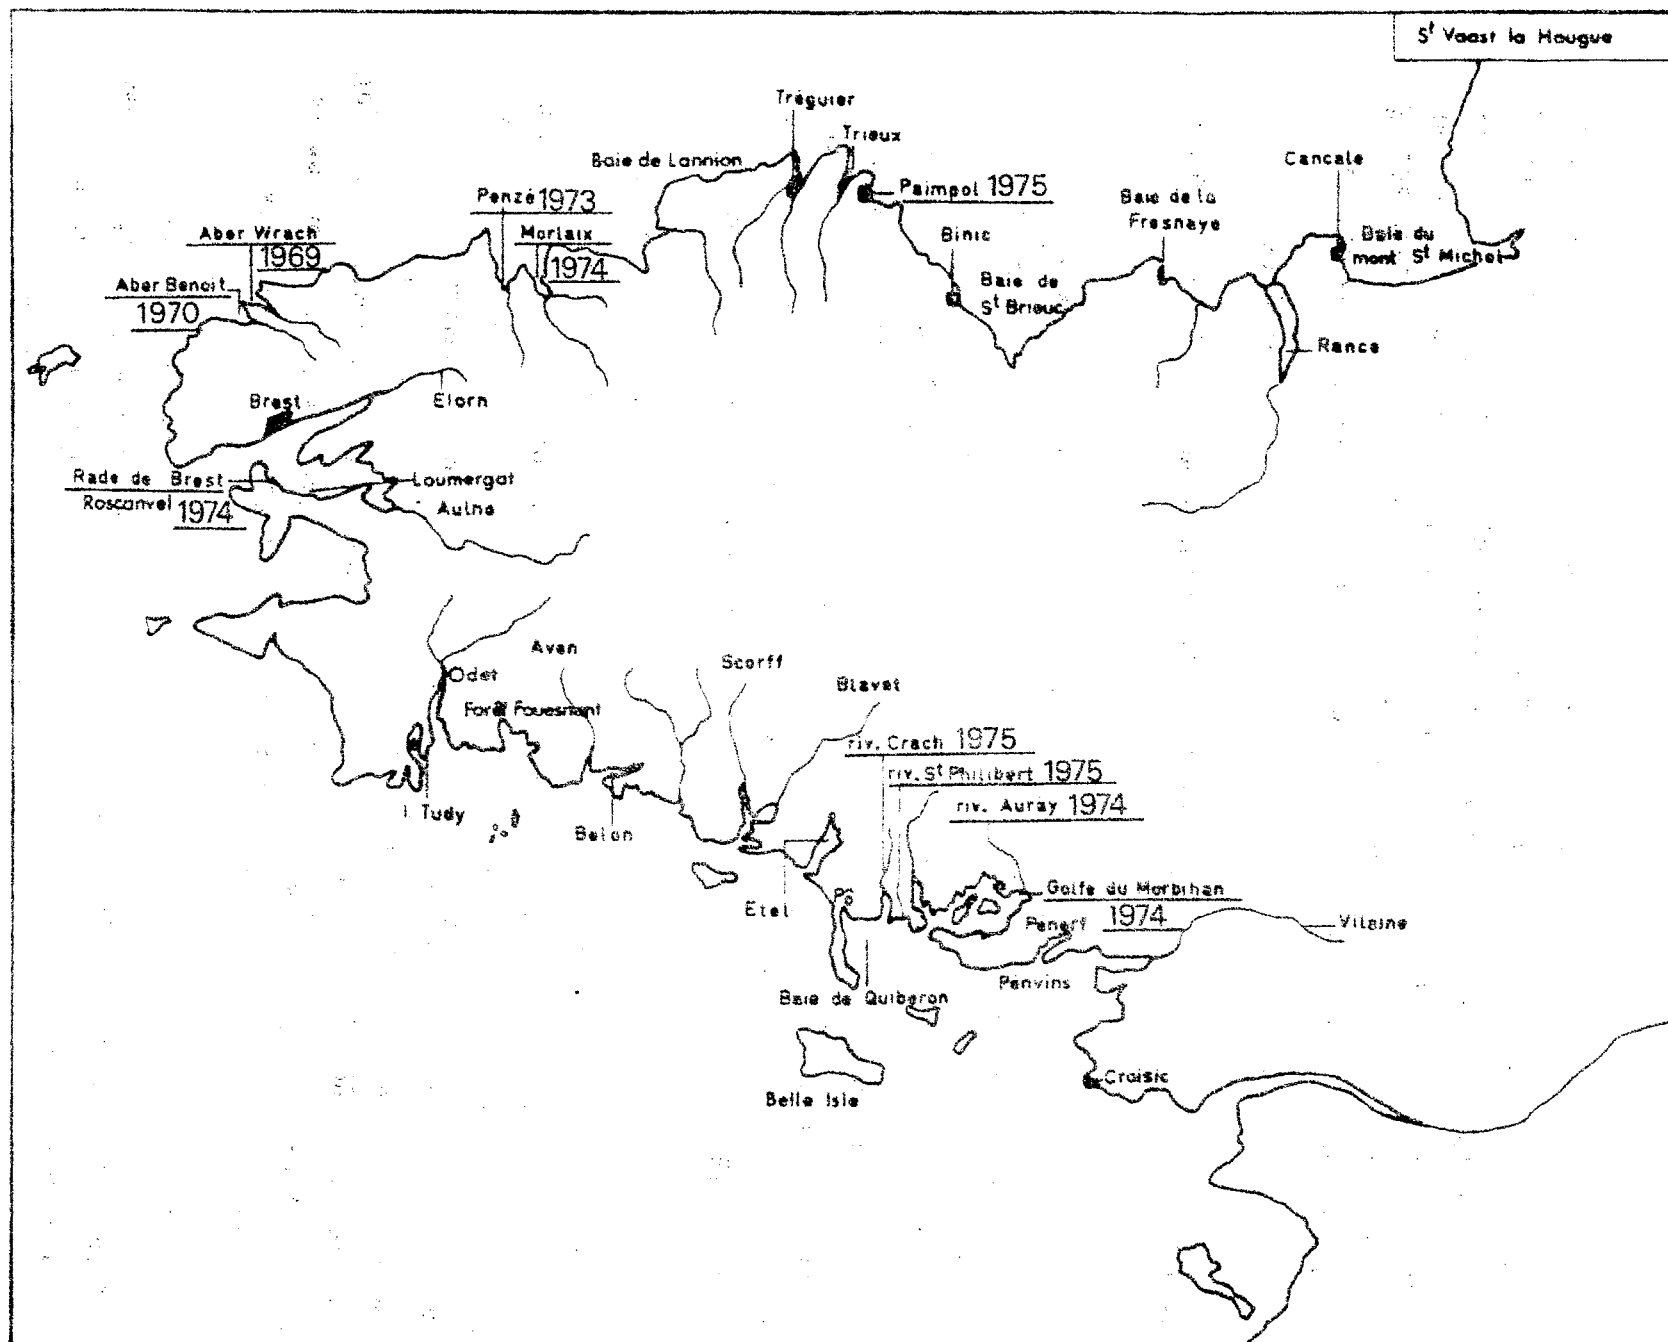 St Vaast la Hougue
Tréguier
Trieux
Baie de Lannion
Cancale
Penzé 1973
Paimpol 1975
Baie de la
Fresnaye
Aber Wrach
1969
Morlaix
1974
Binic
Baie du
mont St Michel
Aber Benoit
1970
Baie de
St Brieuc
Rance
Brest
Elorn
Rade de Brest
Roscanvel 1974
Loumergat
Aulne
Aven
Scorff
Odet
Blavet
Forêt Fouesnant
riv. Crach 1975
riv. St Philibert 1975
riv. Auray 1974
I. Tudy
Belon
Etel
Golfe du Morbihan
1974
Penerf
Vilaine
Penvins
Baie de Quiberon
Croisic
Belle Isle